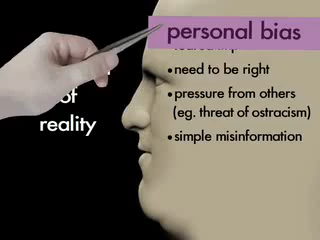 personal bias
• need to be right
• pressure from others
(eg. threat of ostracism)
• simple misinformation
of
reality